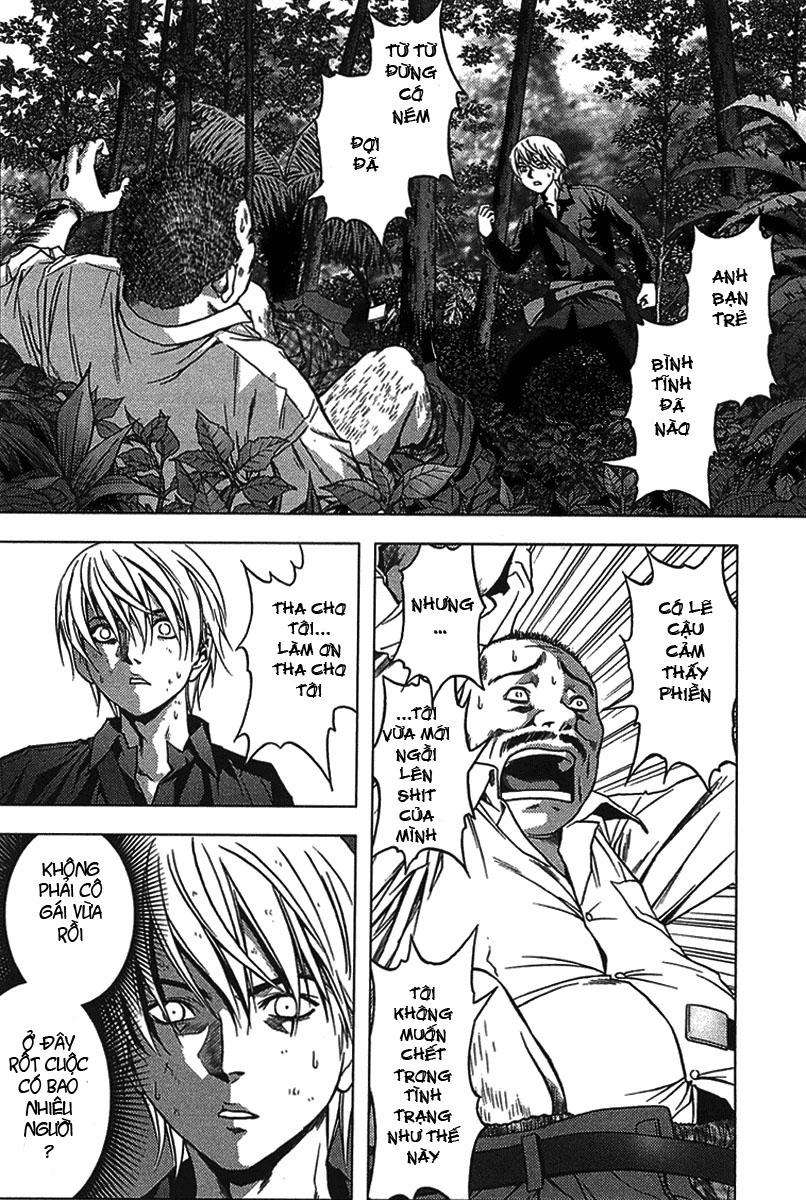 TỪ TỪ
ĐỪNG
CÓ
NÉM
ĐỢI
ĐÃ
ANH
BẠN
TRẺ
BÌNH
TĨNH
ĐÃ
NÀO
CÓ LẼ
CẬU
CẢM
THẤY
PHIỀN
NHƯNG
...
...TÔI
VỪA MỚI
NGỒI
LÊN
SHIT
CỦA
MÌNH
TÔI
KHÔNG
MUỐN
CHẾT
TRONG
TÌNH
TRẠNG
NHƯ THẾ
NÀY
THA CHO
TÔI...
LÀM ƠN
THA CHO
TÔI
KHÔNG
PHẢI CÔ
GÁI VỪA
RỒI
Ở ĐÂY
RỐT CUỘC
CÓ BAO
NHIÊU
NGƯỜI
?